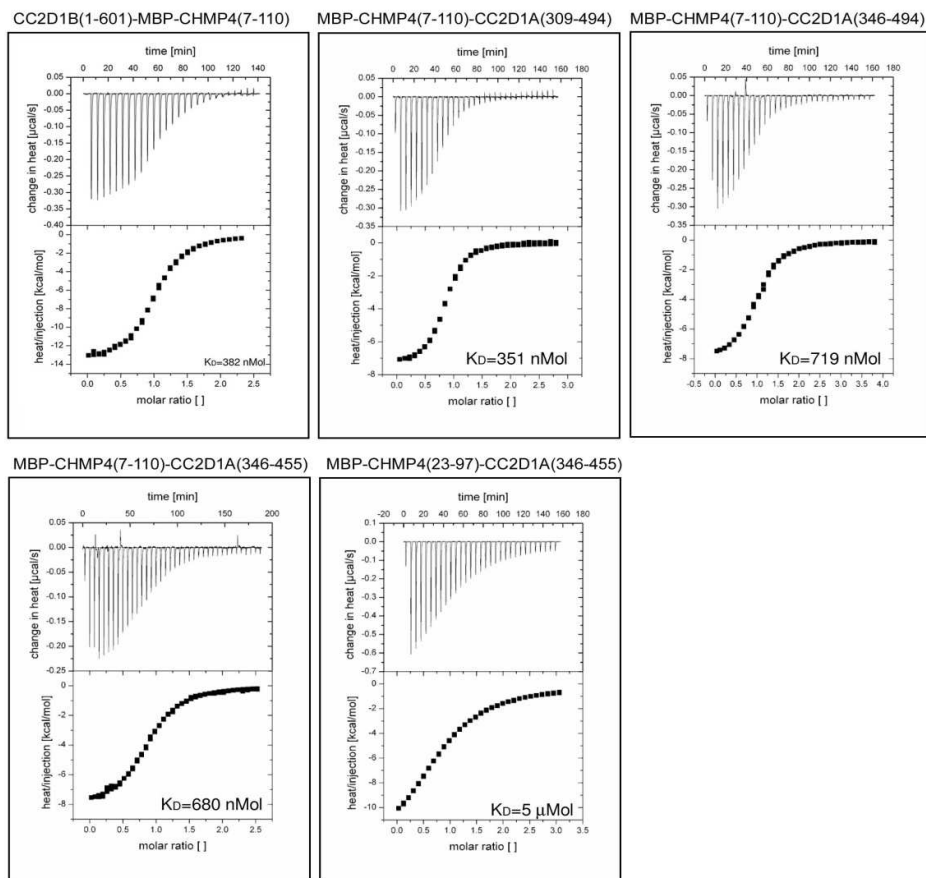 CC2D1B(1-601)-MBP-CHMP4(7-110)
time [min]
0 20 40 60 80 100 120 140
0.05
0.00
-0.05
-0.10
-0.15
-0.20
-0.25
-0.30
-0.35
-0.40
change in heat [µcal/s]
0
-2
-4
-6
-8
-10
-12
-14
heat/injection [kcal/mol]
KD=382 nMol
0.0 0.5 1.0 1.5 2.0 2.5
molar ratio [ ]
MBP-CHMP4(7-110)-CC2D1A(309-494)
time [min]
0 20 40 60 80 100 120 140 160 180
0.05
0.00
-0.05
-0.10
-0.15
-0.20
-0.25
-0.30
-0.35
change in heat [µcal/s]
0
-2
-4
-6
-8
heat/injection [kcal/mol]
KD=351 nMol
0.0 0.5 1.0 1.5 2.0 2.5 3.0
molar ratio [ ]
MBP-CHMP4(7-110)-CC2D1A(346-494)
time [min]
0 20 40 60 80 100 120 140 160 180
0.05
0.00
-0.05
-0.10
-0.15
-0.20
-0.25
-0.30
-0.35
change in heat [µcal/s]
0
-2
-4
-6
-8
heat/injection [kcal/mol]
KD=719 nMol
-0.5 0.0 0.5 1.0 1.5 2.0 2.5 3.0 3.5 4.0
molar ratio [ ]
MBP-CHMP4(7-110)-CC2D1A(346-455)
time [min]
0 50 100 150 200
0.05
0.00
-0.05
-0.10
-0.15
-0.20
-0.25
change in heat [µcal/s]
0
-2
-4
-6
-8
heat/injection [kcal/mol]
KD=680 nMol
0.0 0.5 1.0 1.5 2.0 2.5
molar ratio [ ]
MBP-CHMP4(23-97)-CC2D1A(346-455)
time [min]
-20 0 20 40 60 80 100 120 140 160 180
0.1
0.0
-0.1
-0.2
-0.3
-0.4
-0.5
-0.6
-0.7
change in heat [µcal/s]
0
-2
-4
-6
-8
-10
heat/injection [kcal/mol]
KD=5 µMol
0.0 0.5 1.0 1.5 2.0 2.5 3.0 3.5
molar ratio [ ]